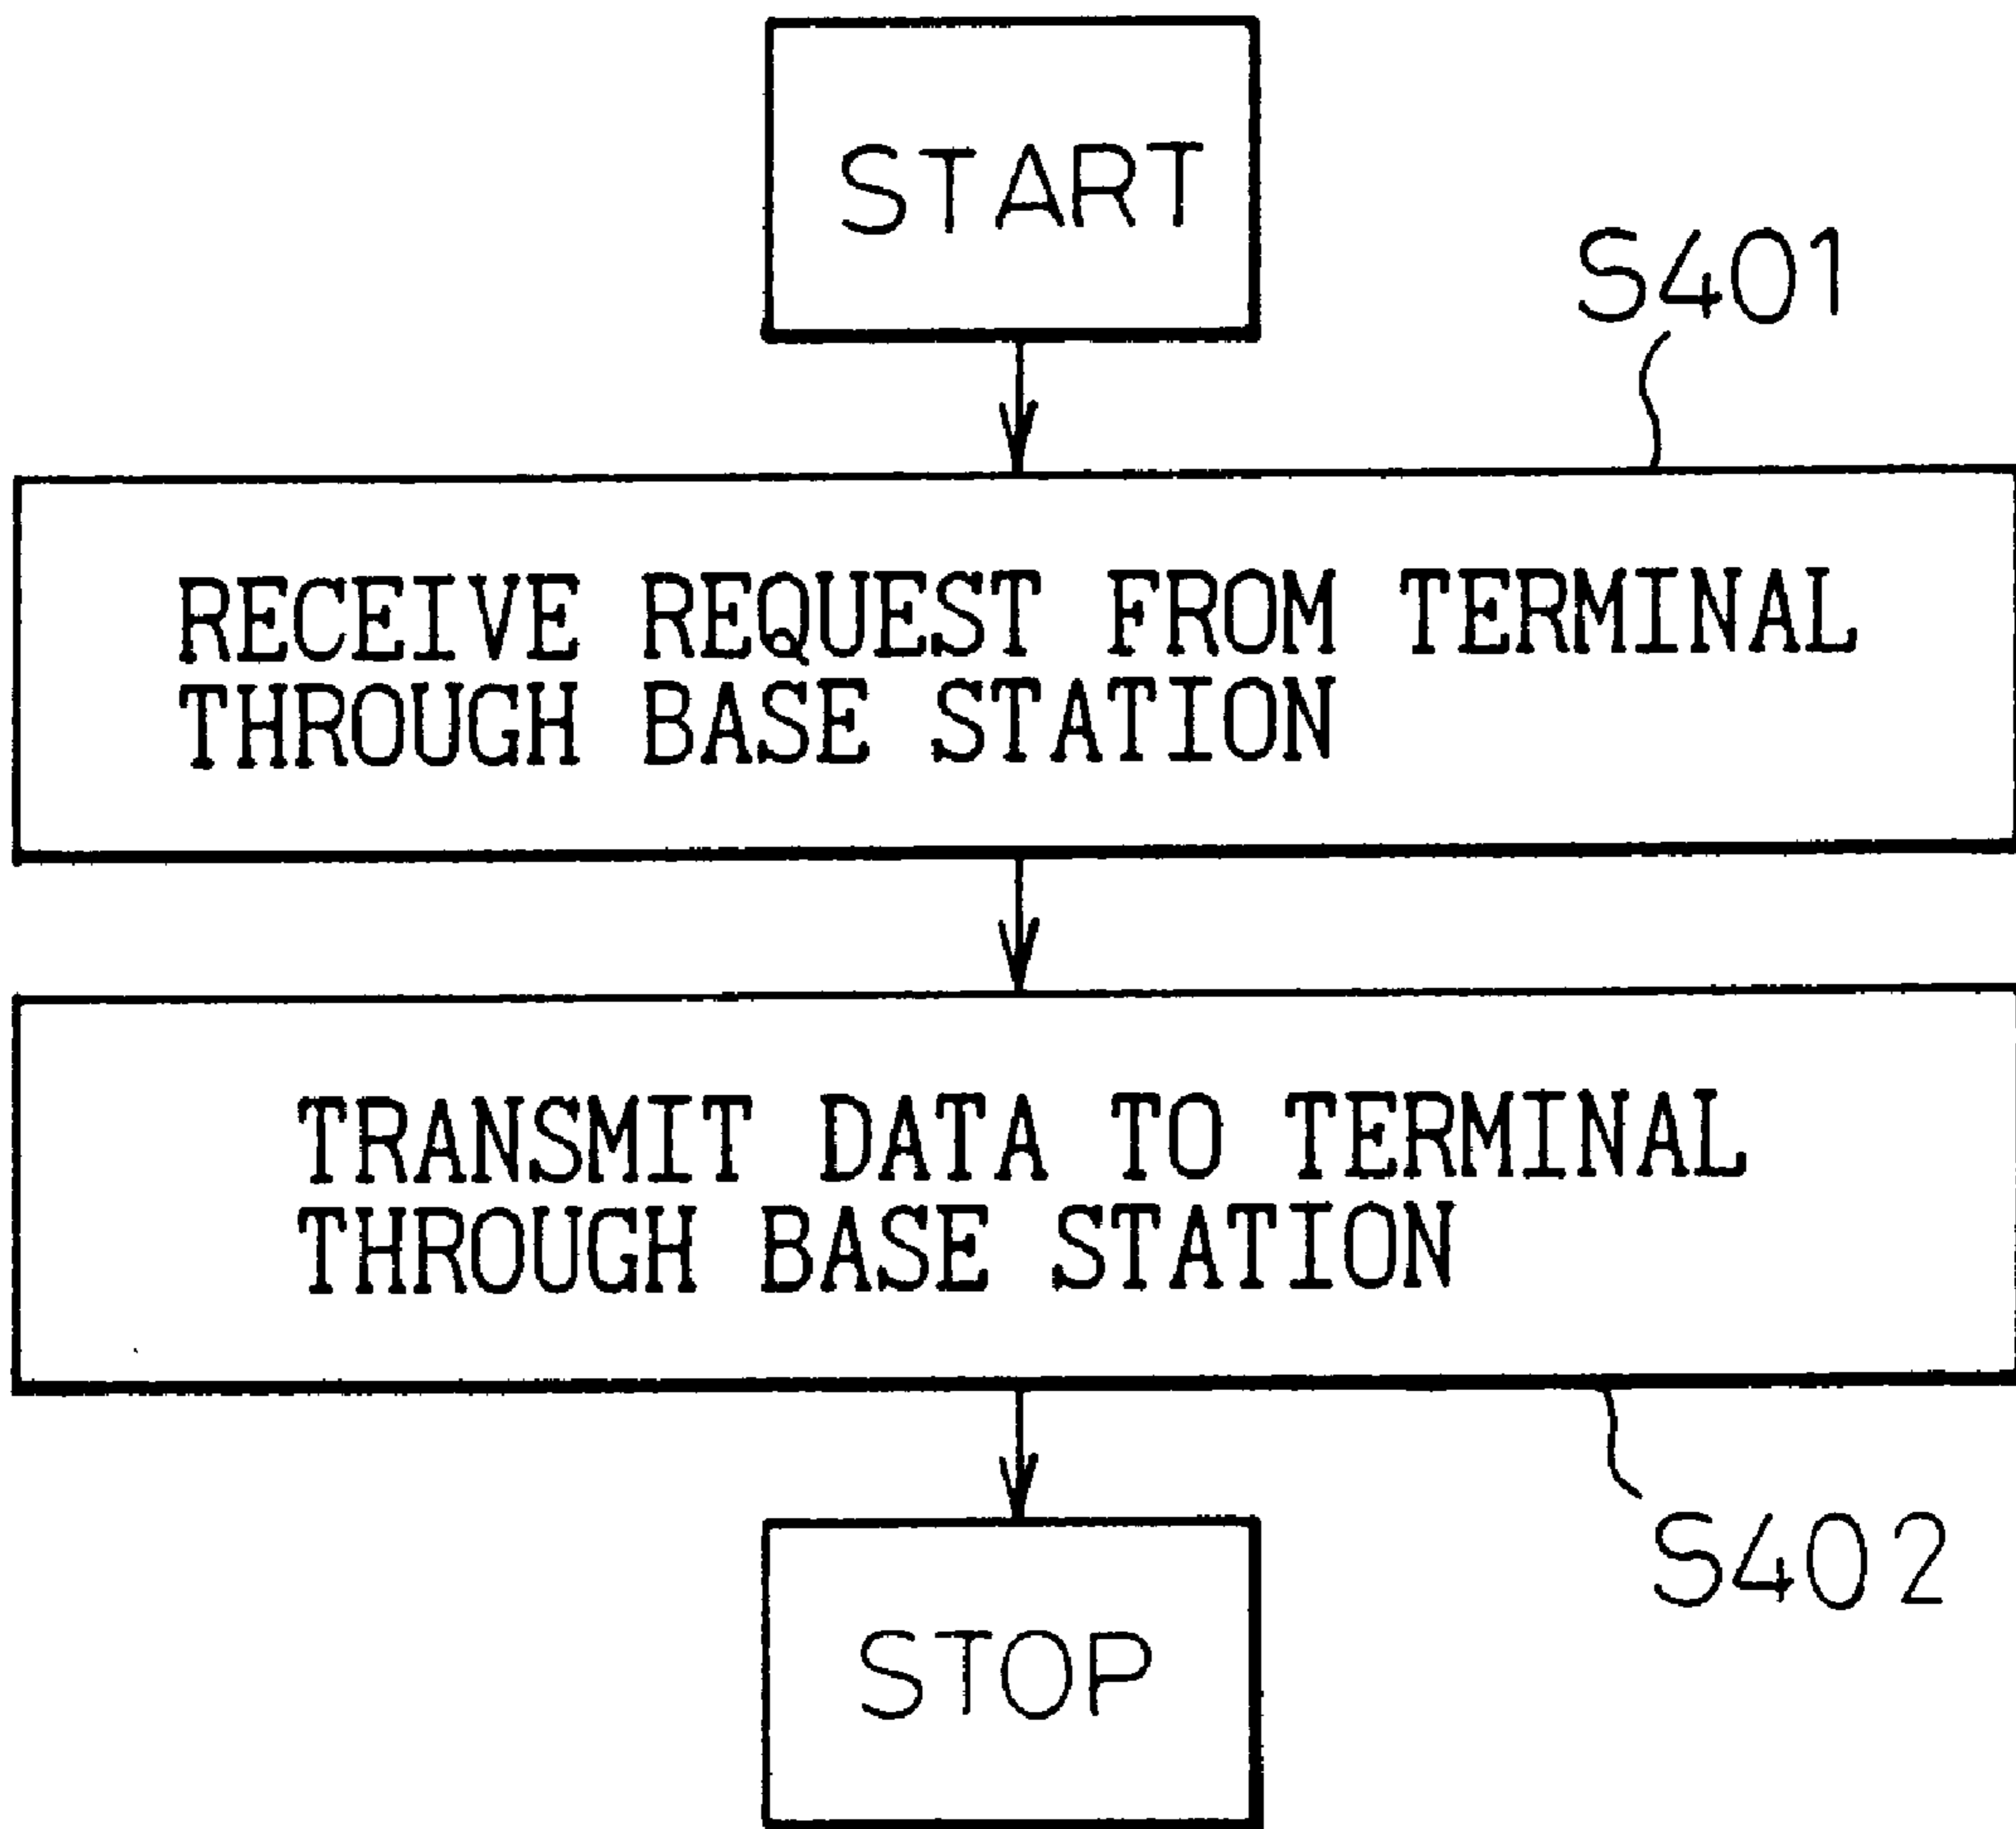 START
S401
RECEIVE REQUEST FROM TERMINAL
THROUGH BASE STATION
TRANSMIT DATA TO TERMINAL
THROUGH BASE STATION
S402
STOP